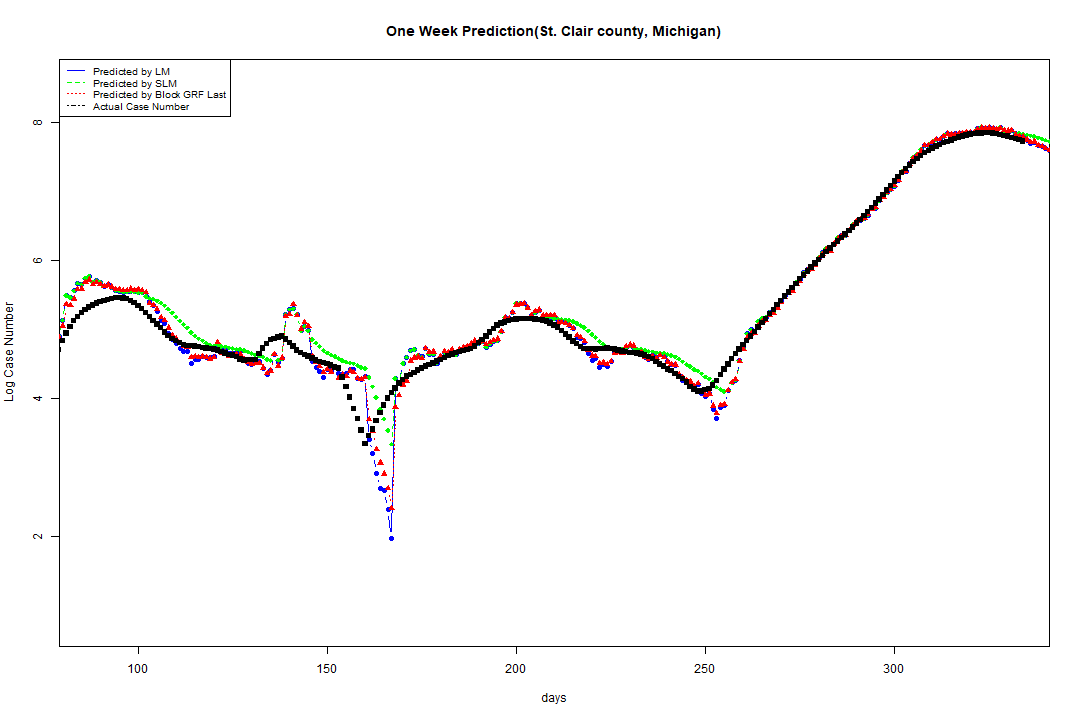 One Week Prediction(St. Clair county, Michigan)
Predicted by LM
Predicted by SLM
Predicted by Block GRF Last
Actual Case Number
8
6
4
2
Log Case Number
100 150 200 250 300
days